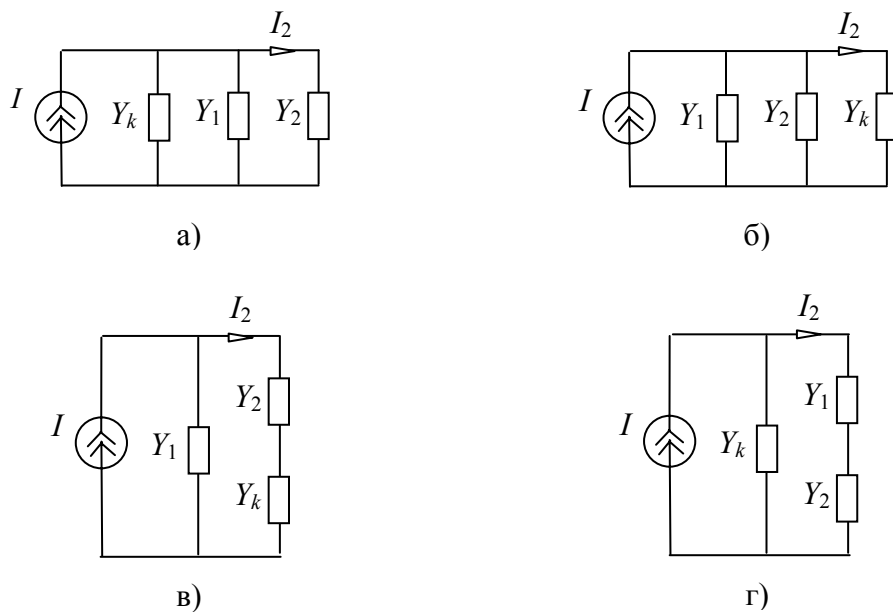 I₂
I Yₖ Y₁ Y₂
а)
I₂
I Y₁ Y₂ Yₖ
б)
I₂
Y₂
I Y₁
Yₖ
в)
I₂
Y₁
I Yₖ
Y₂
г)